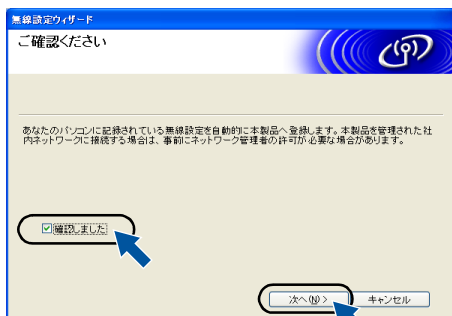 無線設定ウィザード
ご確認ください
あなたのパソコンに記録されている無線設定を自動的に本製品へ登録します。本製品を管理された社
内ネットワークに接続する場合は、事前にネットワーク管理者の許可が必要な場合があります。
確認しました
次へ(N) >
キャンセル